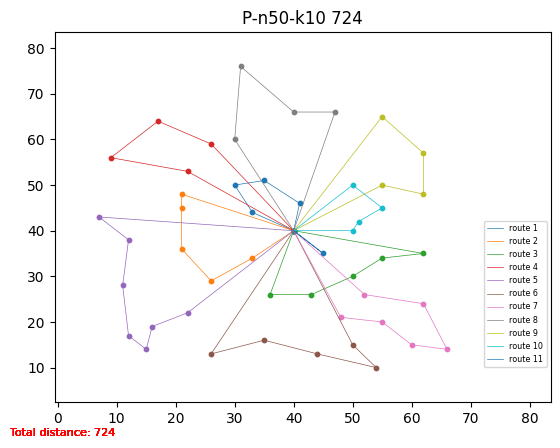 P-n50-k10 724
80
70
60
50
40
30
20
10
0 10 20 30 40 50 60 70 80
route 1
route 2
route 3
route 4
route 5
route 6
route 7
route 8
route 9
route 10
route 11
Total distance: 724